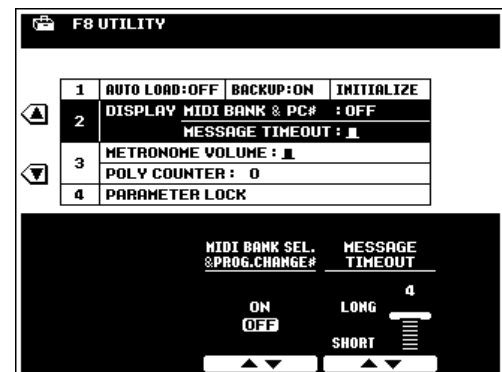 F8 UTILITY
1 AUTO LOAD:OFF BACKUP:ON INITIALIZE
2 DISPLAY MIDI BANK & PC# :OFF
MESSAGE TIMEOUT:
3 METRONOME VOLUME:
POLY COUNTER: 0
4 PARAMETER LOCK
MIDI BANK SEL. MESSAGE
&PROG.CHANGE# TIMEOUT
4
ON LONG
OFF
SHORT